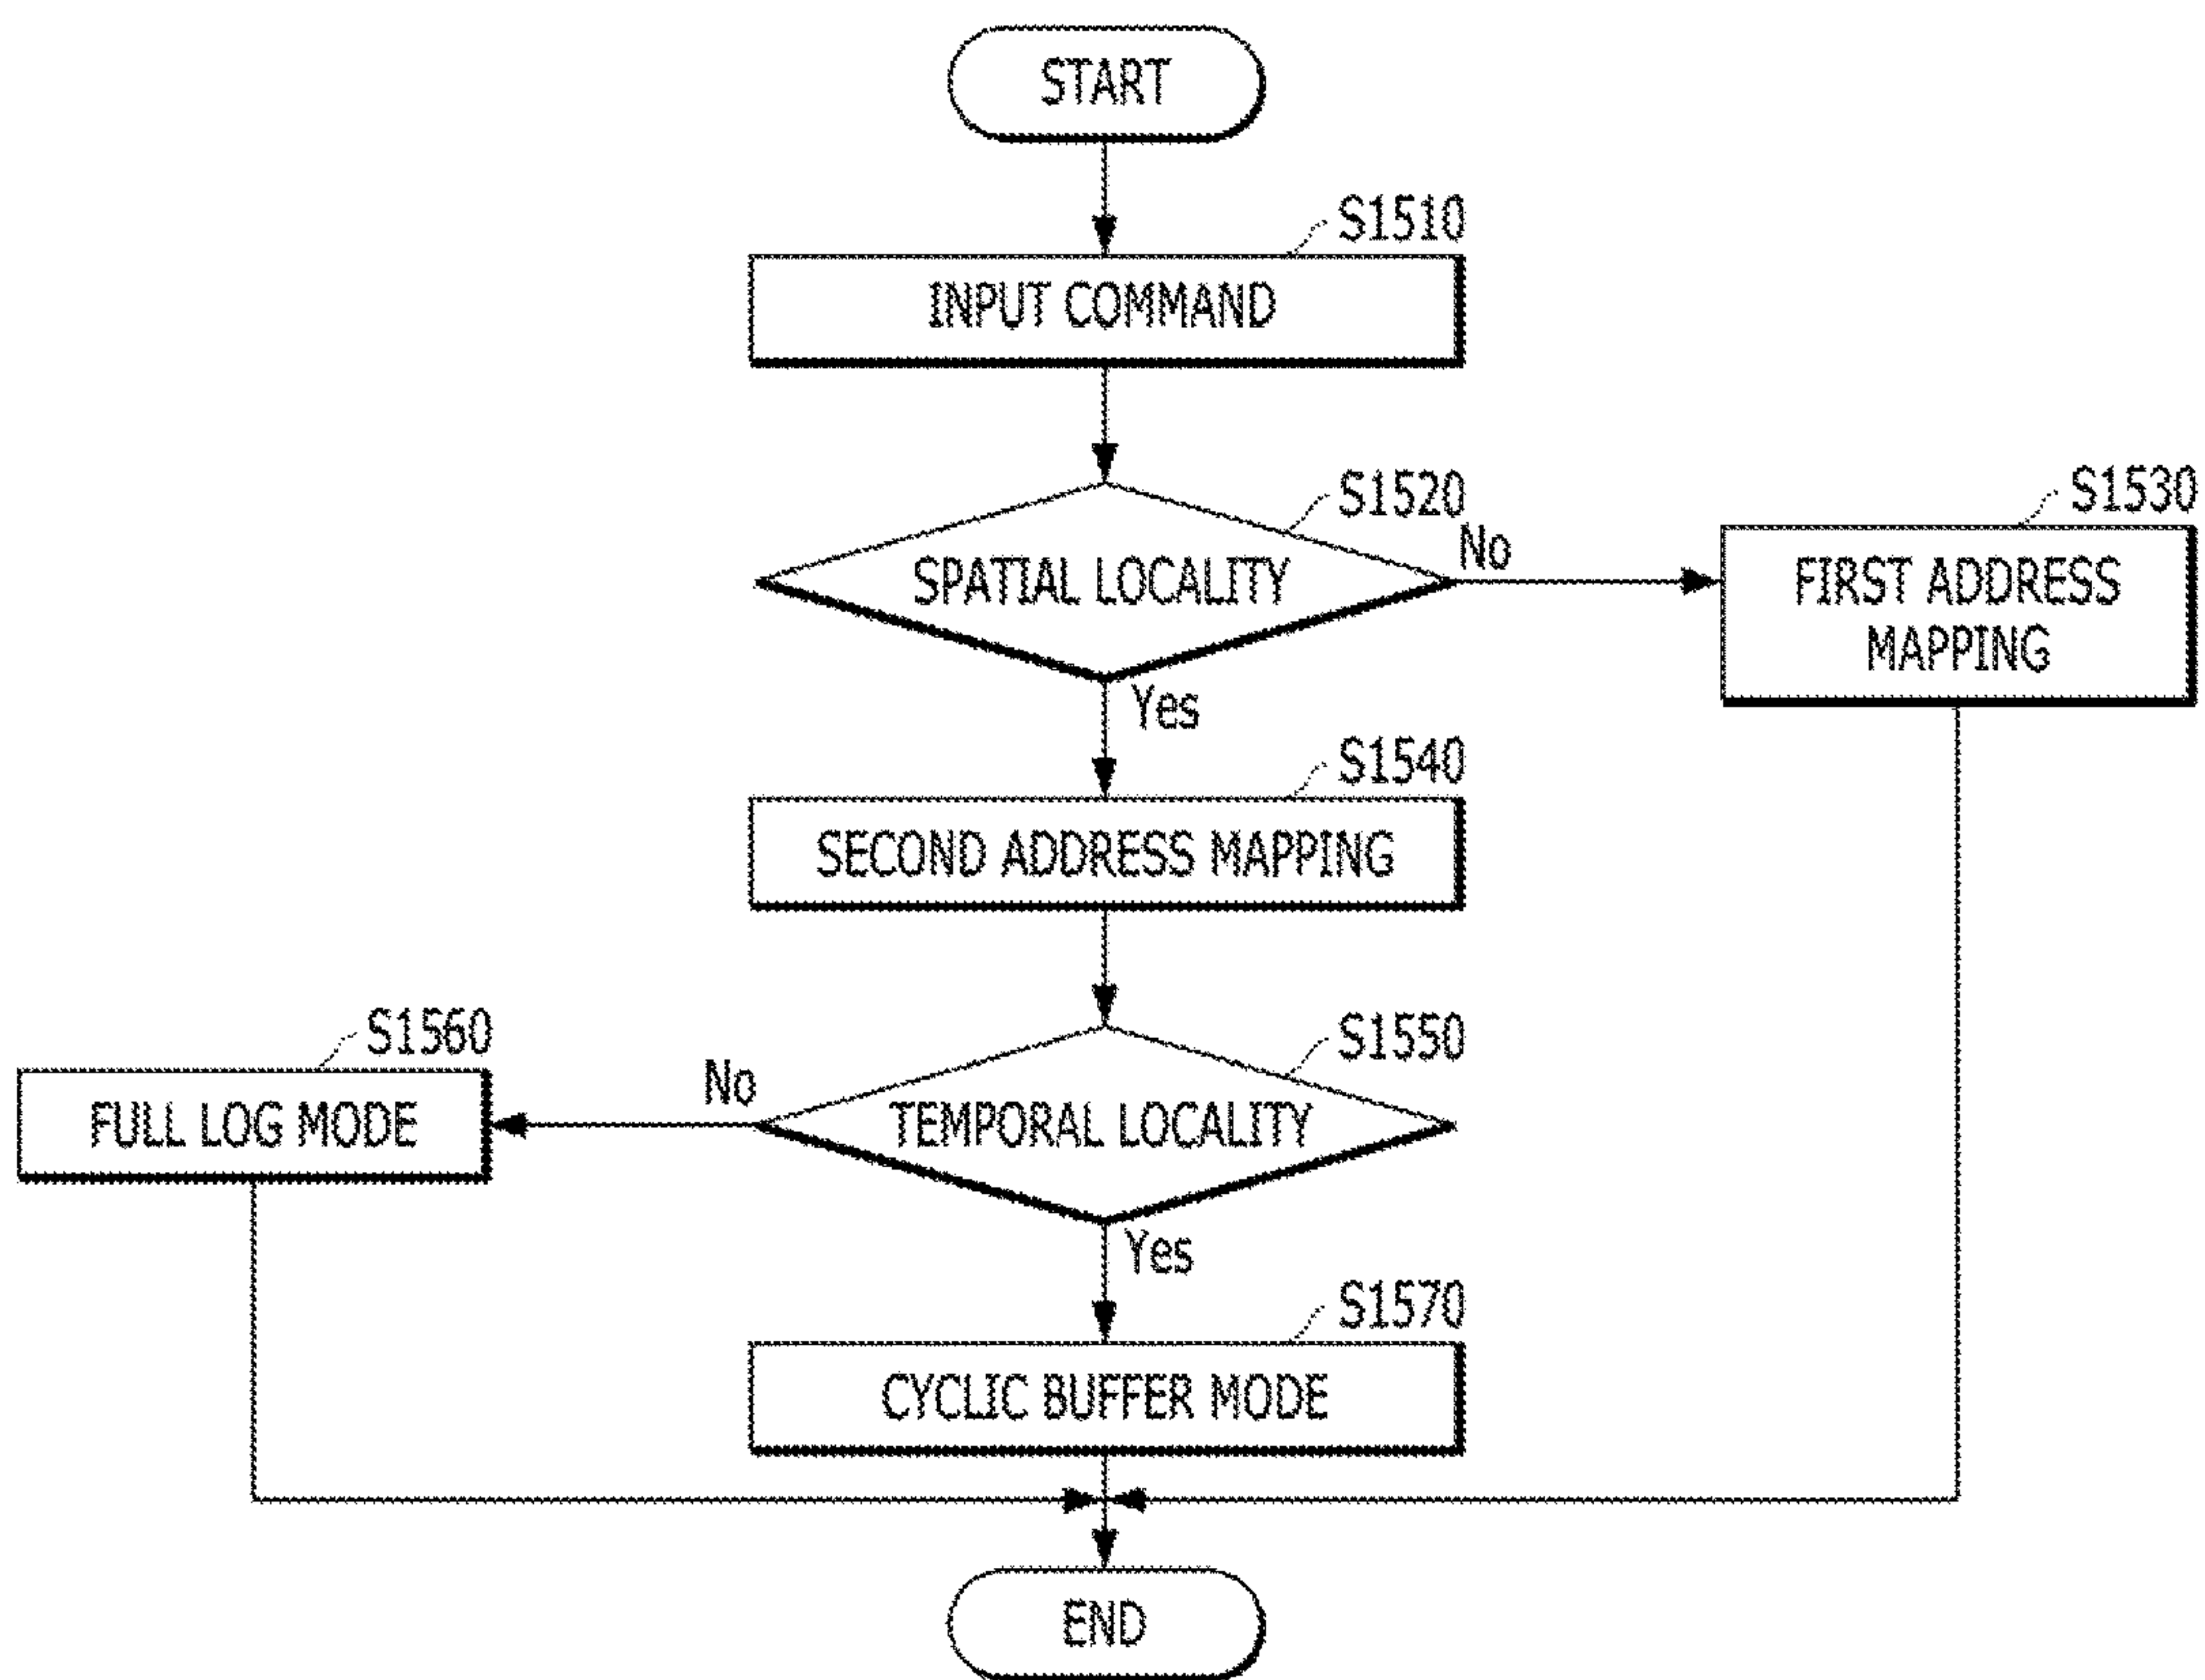 START
S1510
INPUT COMMAND
S1520
SPATIAL LOCALITY
No
S1530
FIRST ADDRESS
MAPPING
Yes
S1540
SECOND ADDRESS MAPPING
S1550
TEMPORAL LOCALITY
No
S1560
FULL LOG MODE
Yes
S1570
CYCLIC BUFFER MODE
END